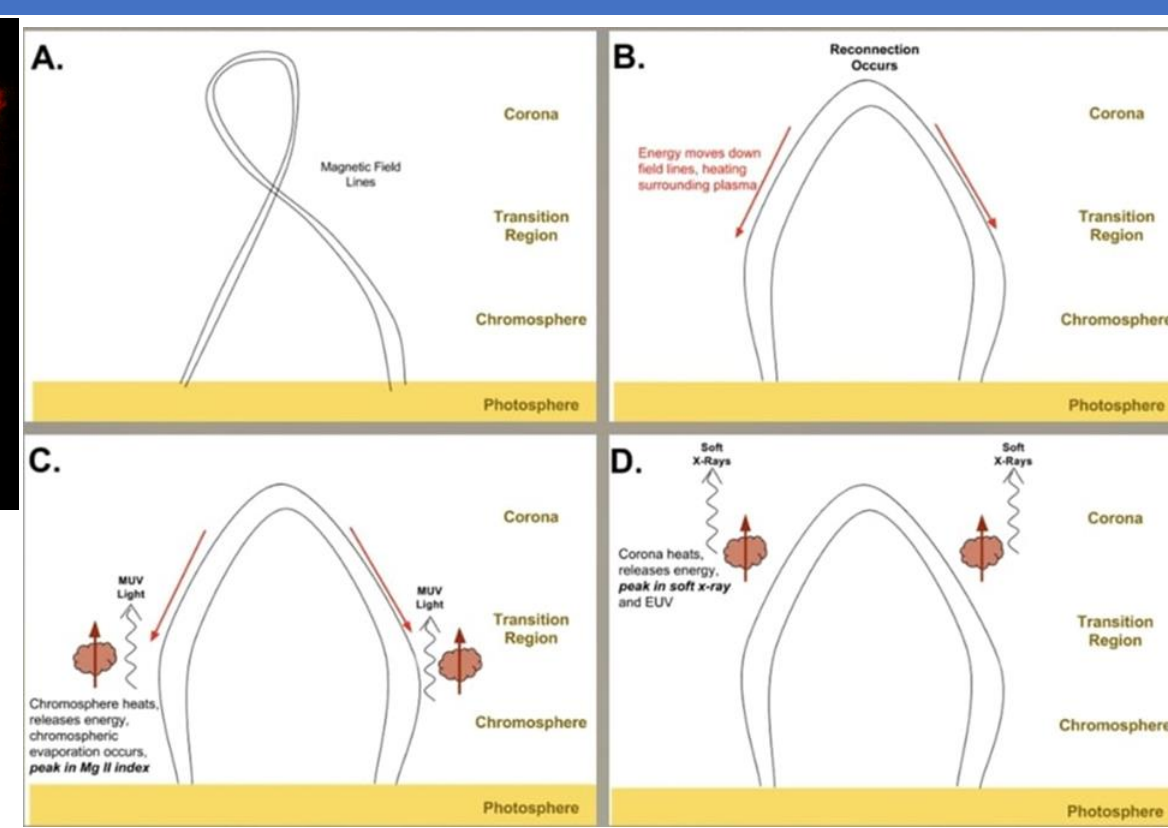 A.
Corona
Magnetic Field
Lines
Transition
Region
Chromosphere
Photosphere
B.
Reconnection
Occurs
Corona
Energy moves down
field lines, heating
surrounding plasma
Transition
Region
Chromosphere
Photosphere
C.
Corona
MUV
Light
MUV
Light
Transition
Region
Chromosphere heats,
releases energy,
chromospheric
evaporation occurs,
peak in Mg II index
Chromosphere
Photosphere
D.
Soft
X-Rays
Soft
X-Rays
Corona
Corona heats,
releases energy,
peak in soft x-ray
and EUV
Transition
Region
Chromosphere
Photosphere